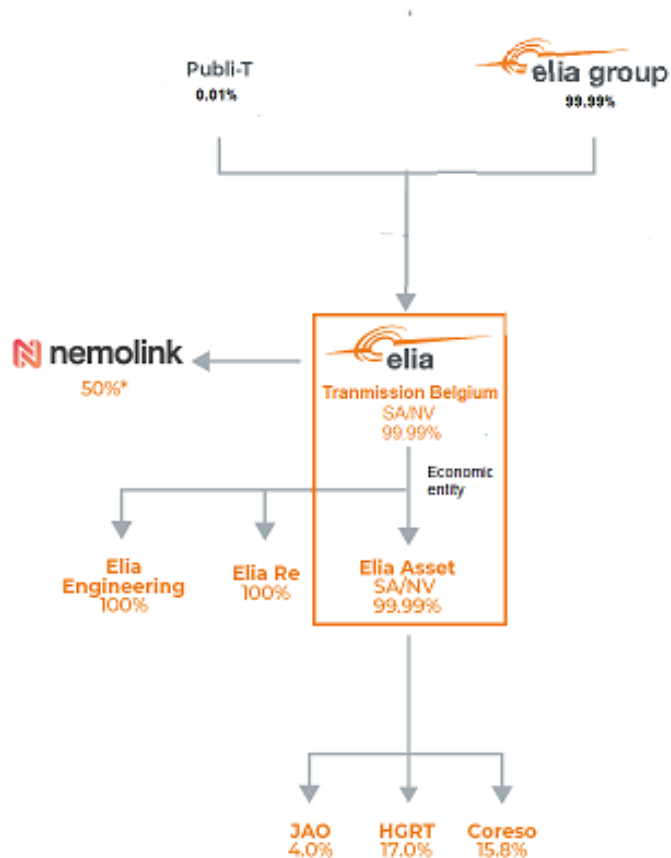 Publi-T
0,01%
elia group
99.99%
nemolink
50%*
elia
Tranmission Belgium
SA/NV
99.99%
Economic
entity
Elia
Engineering
100%
Elia Re
100%
Elia Asset
SA/NV
99.99%
JAO
4.0%
HGRT
17.0%
Coreso
15.8%